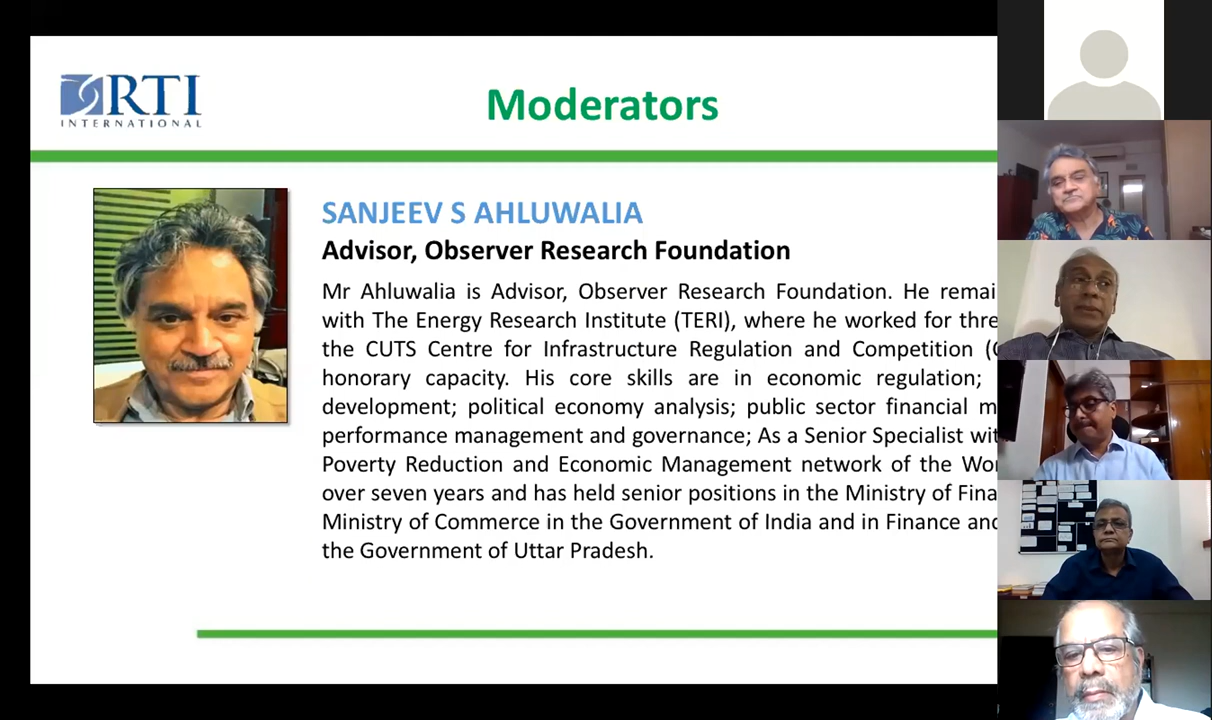 RTI
INTERNATIONAL
Moderators
SANJEEV S AHLUWALIA
Advisor, Observer Research Foundation
Mr Ahluwalia is Advisor, Observer Research Foundation. He
with The Energy Research Institute (TERI), where he worked for
the CUTS Centre for Infrastructure Regulation and Competition
honorary capacity. His core skills are in economic regulation;
development; political economy analysis; public sector financial
performance management and governance; As a Senior Specialist
Poverty Reduction and Economic Management network of the
over seven years and has held senior positions in the Ministry of
Ministry of Commerce in the Government of India and in Finance
the Government of Uttar Pradesh.